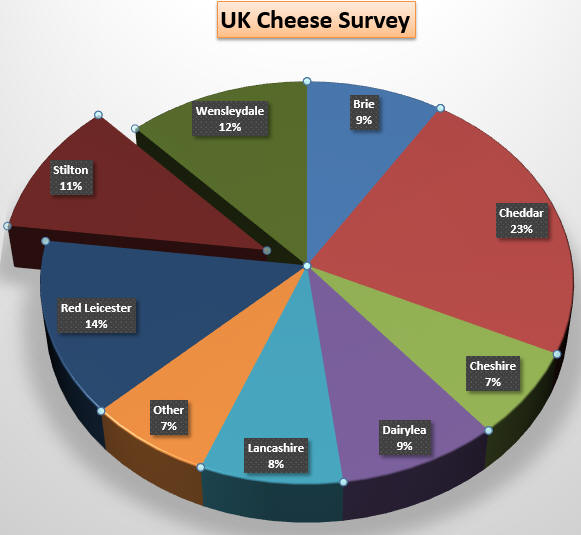 UK Cheese Survey
Brie
9%
Cheddar
23%
Cheshire
7%
Dairylea
9%
Lancashire
8%
Other
7%
Red Leicester
14%
Stilton
11%
Wensleydale
12%